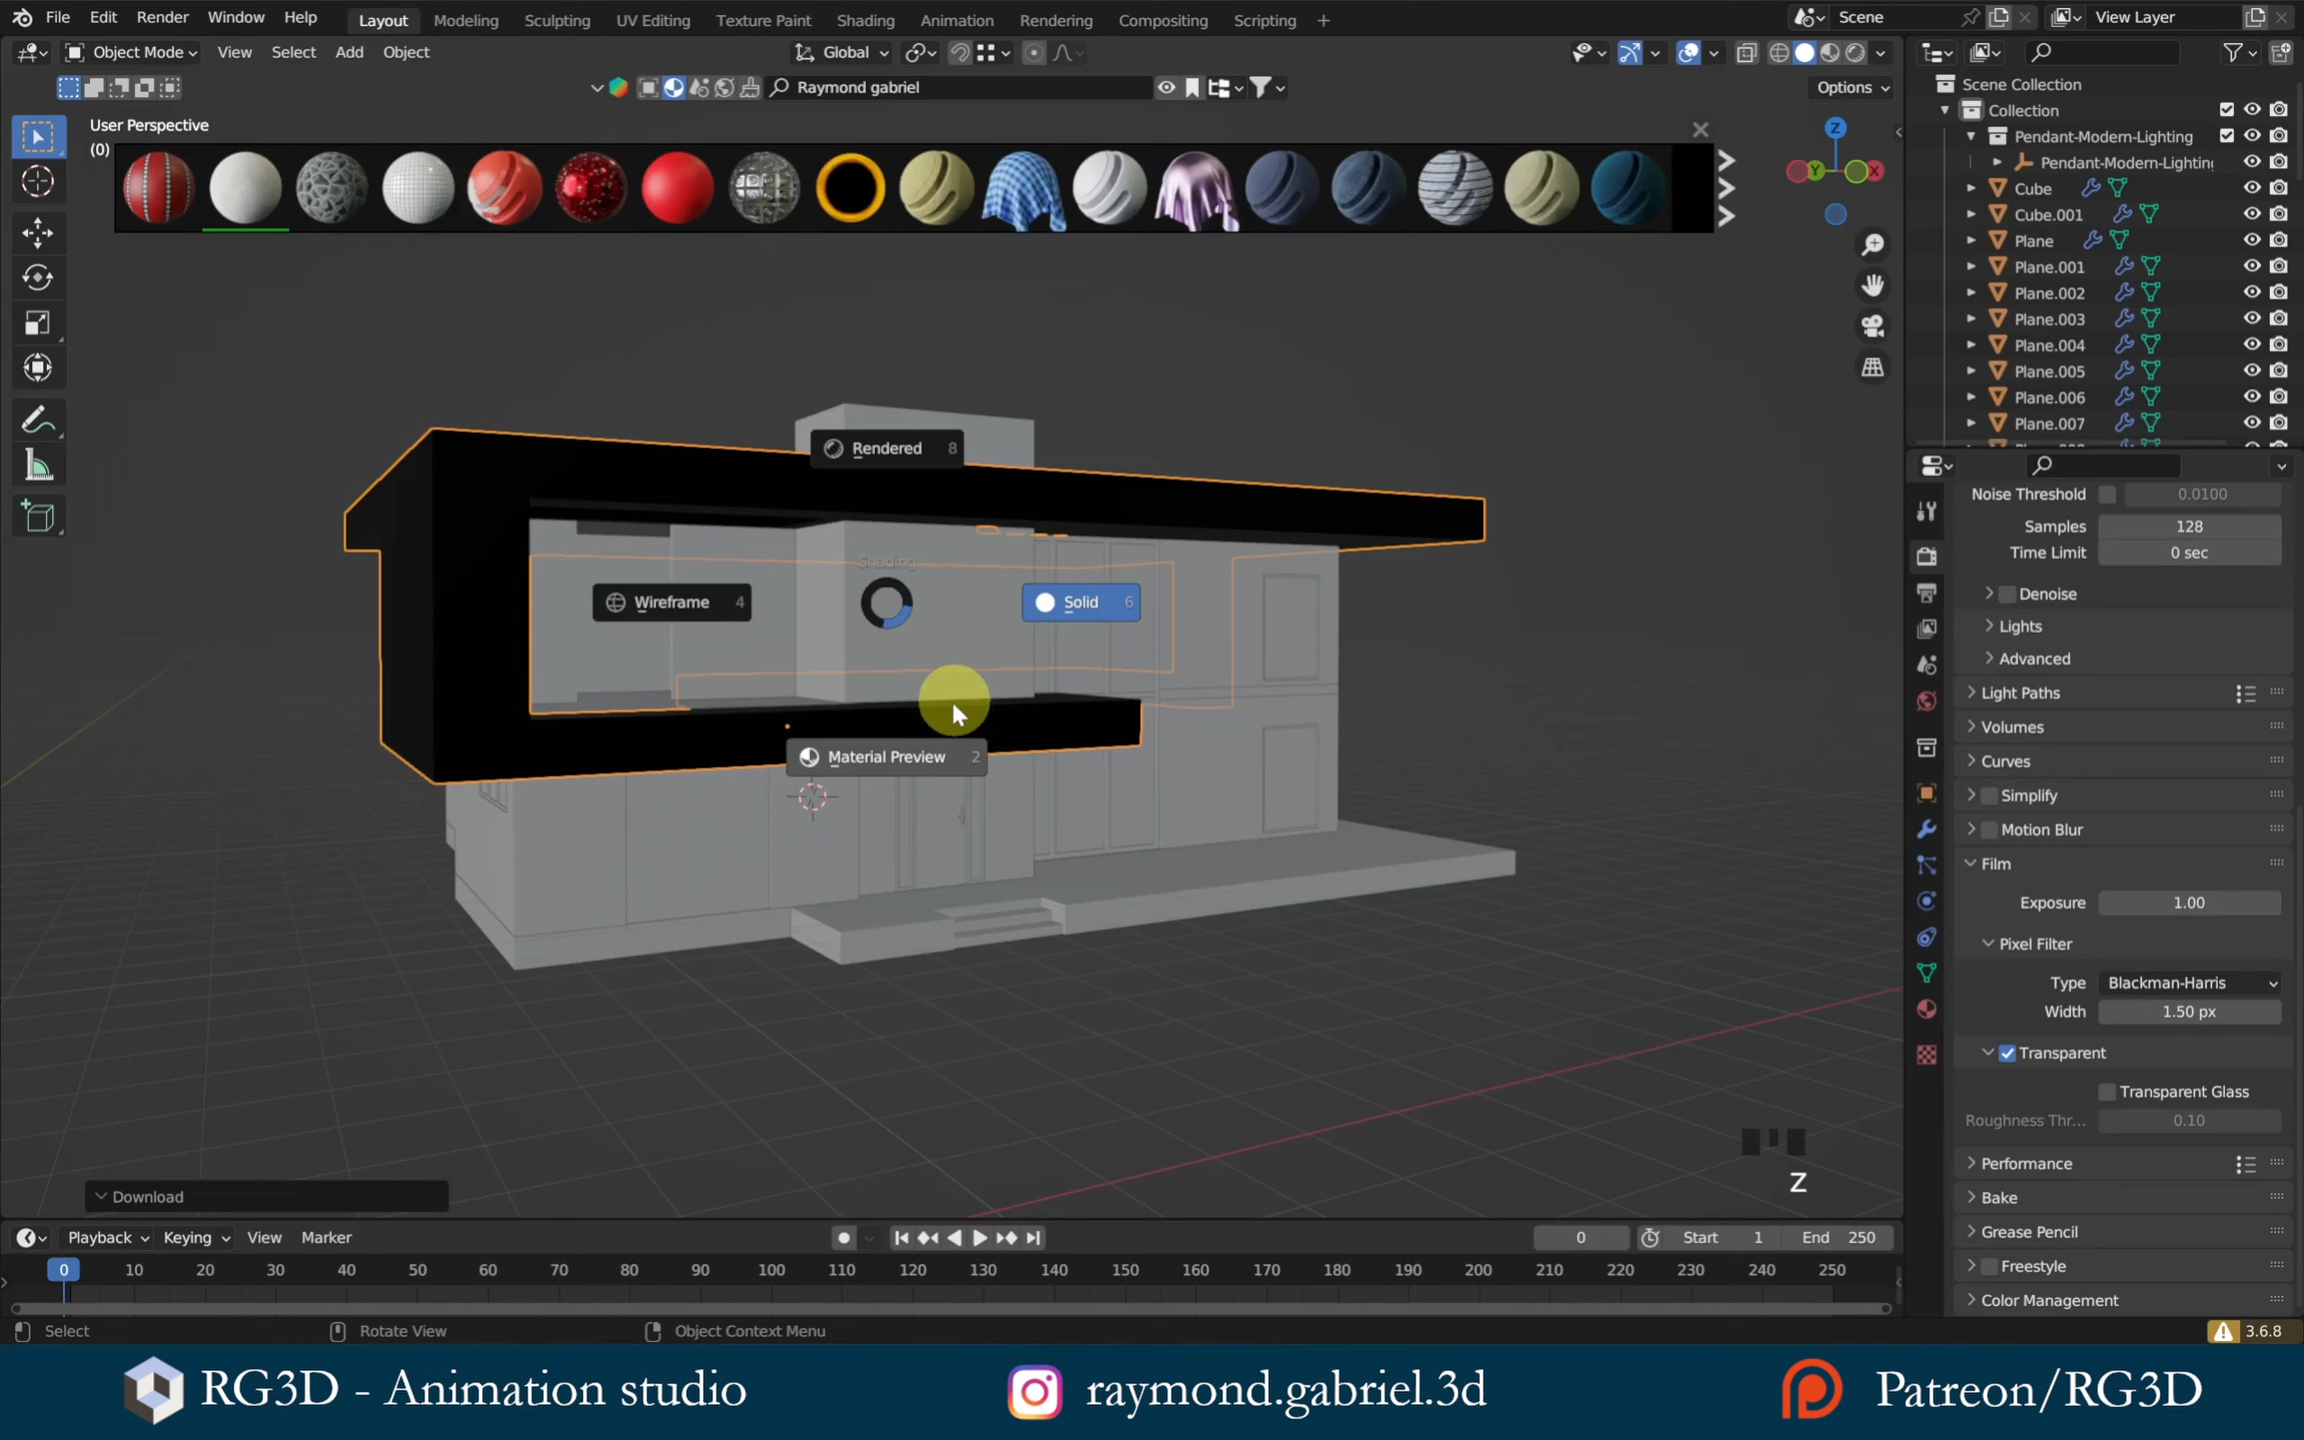 File Edit Render Window Help Layout Modeling Sculpting UV Editing Texture Paint Shading Animation Rendering Compositing Scripting + Scene View Layer
Object Mode View Select Add Object Global
Raymond gabriel Options
User Perspective
(0)
Z
Y
X
Scene Collection
Collection
Pendant-Modern-Lighting
Pendant-Modern-Lighting
Cube
Cube.001
Plane
Plane.001
Plane.002
Plane.003
Plane.004
Plane.005
Plane.006
Plane.007
Rendered 8
Shading
Wireframe 4
Solid 6
Material Preview 2
Noise Threshold 0.0100
Samples 128
Time Limit 0 sec
Denoise
Lights
Advanced
Light Paths
Volumes
Curves
Simplify
Motion Blur
Film
Exposure 1.00
Pixel Filter
Type Blackman-Harris
Width 1.50 px
Transparent
Transparent Glass
Roughness Thr... 0.10
Performance
Bake
Grease Pencil
Freestyle
Color Management
Z
Download
Playback Keying View Marker 0 Start 1 End 250
0 10 20 30 40 50 60 70 80 90 100 110 120 130 140 150 160 170 180 190 200 210 220 230 240 250
Select Rotate View Object Context Menu 3.6.8
RG3D - Animation studio raymond.gabriel.3d Patreon/RG3D